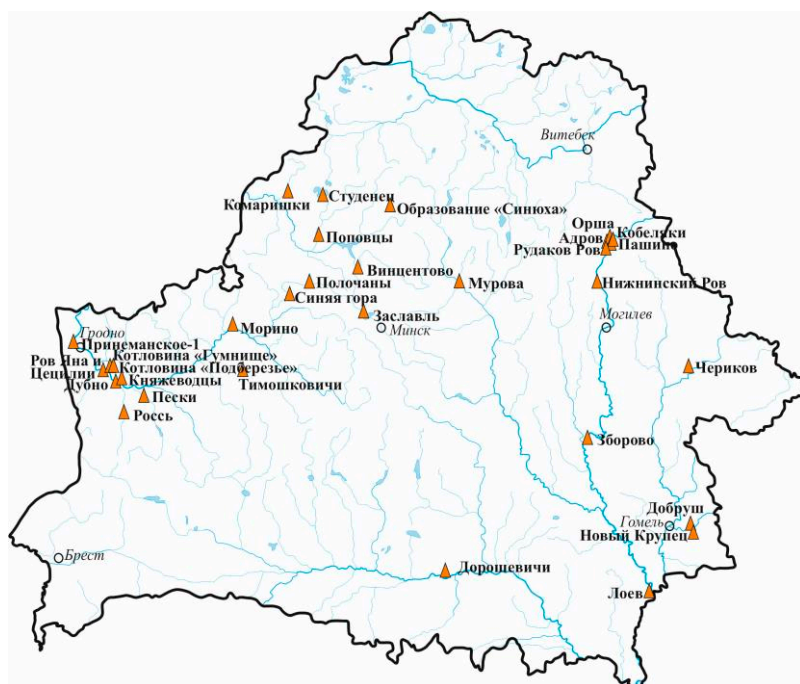 Витебск
Комаришки
Студенец
Образование «Синюха»
Орша
Кобеляки
Адров
Пашино
Рудаков Ров
Поповцы
Винцентово
Полочаны
Мурова
Нижнинский Ров
Синяя гора
Заславль
Минск
Могилев
Морино
Гродно
Принеманское-1
Котловина «Гумнище»
Ров Яна и
Цецилии
Котловина «Подберезье»
Дубно
Княжеводцы
Тимошковичи
Чериков
Пески
Россь
Зборово
Добруш
Гомель
Новый Крупец
Брест
Дорошевичи
Лоев